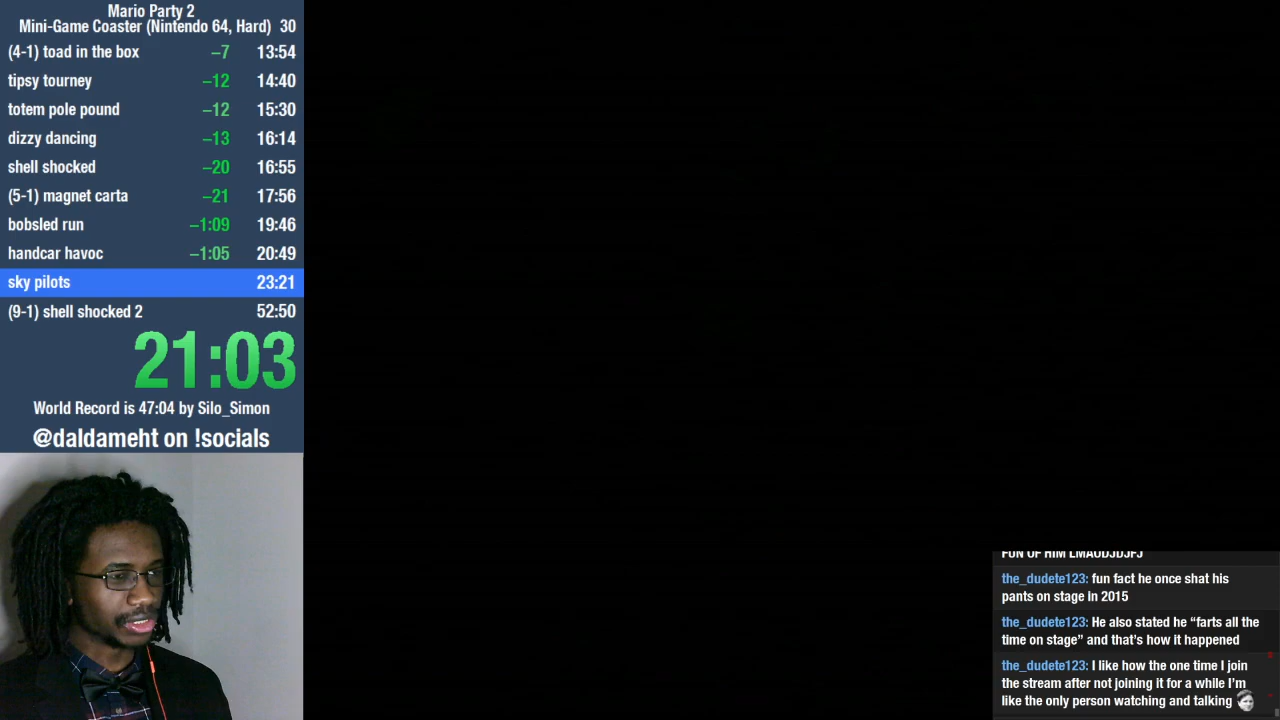 Mario Party 2
Mini-Game Coaster (Nintendo 64, Hard) 30
(4-1) toad in the box –7 13:54
tipsy tourney –12 14:40
totem pole pound –12 15:30
dizzy dancing –13 16:14
shell shocked –20 16:55
(5-1) magnet carta –21 17:56
bobsled run –1:09 19:46
handcar havoc –1:05 20:49
sky pilots 23:21
(9-1) shell shocked 2 52:50
21:03
World Record is 47:04 by Silo_Simon
@daldameht on !socials
FUN OF HIM LMAODJDJFJ
the_dudete123: fun fact he once shat his
pants on stage in 2015
the_dudete123: He also stated he “farts all the
time on stage” and that’s how it happened
the_dudete123: I like how the one time I join
the stream after not joining it for a while I’m
like the only person watching and talking